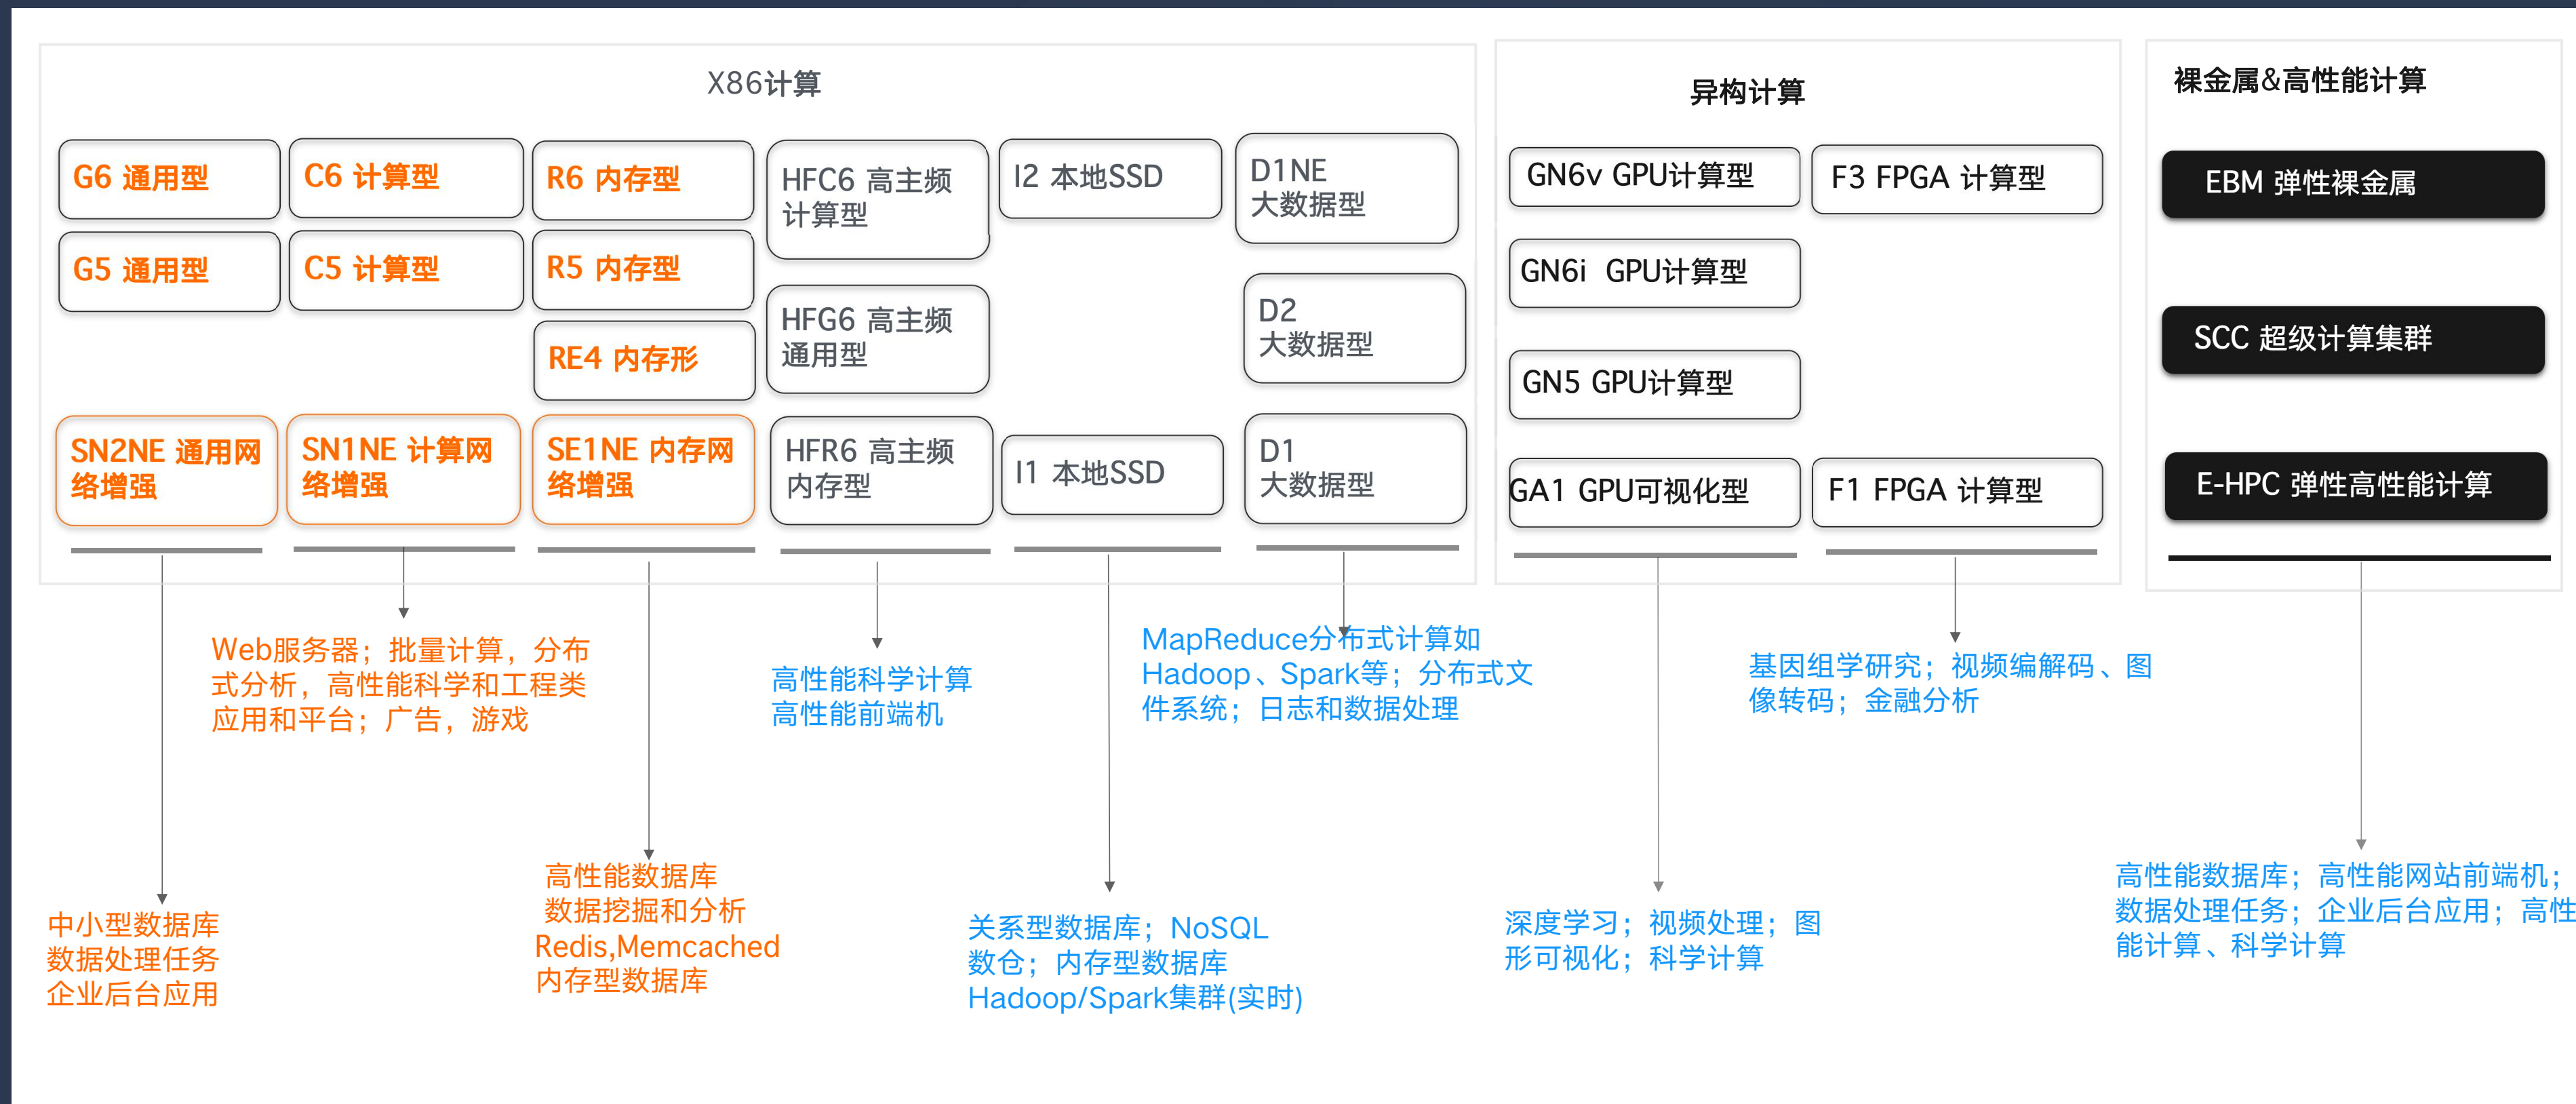 X86计算
G6 通用型
C6 计算型
R6 内存型
HFC6 高主频
计算型
I2 本地SSD
D1NE
大数据型
G5 通用型
C5 计算型
R5 内存型
HFG6 高主频
通用型
D2
大数据型
RE4 内存形
SN2NE 通用网
络增强
SN1NE 计算网
络增强
SE1NE 内存网
络增强
HFR6 高主频
内存型
I1 本地SSD
D1
大数据型
异构计算
GN6v GPU计算型
F3 FPGA 计算型
GN6i GPU计算型
GN5 GPU计算型
GA1 GPU可视化型
F1 FPGA 计算型
裸金属&高性能计算
EBM 弹性裸金属
SCC 超级计算集群
E-HPC 弹性高性能计算
Web服务器；批量计算，分布
式分析，高性能科学和工程类
应用和平台；广告，游戏
高性能科学计算
高性能前端机
MapReduce分布式计算如
Hadoop、Spark等；分布式文
件系统；日志和数据处理
基因组学研究；视频编解码、图
像转码；金融分析
中小型数据库
数据处理任务
企业后台应用
高性能数据库
数据挖掘和分析
Redis,Memcached
内存型数据库
关系型数据库；NoSQL
数仓；内存型数据库
Hadoop/Spark集群(实时)
深度学习；视频处理；图
形可视化；科学计算
高性能数据库；高性能网站前端机；
数据处理任务；企业后台应用；高性
能计算、科学计算